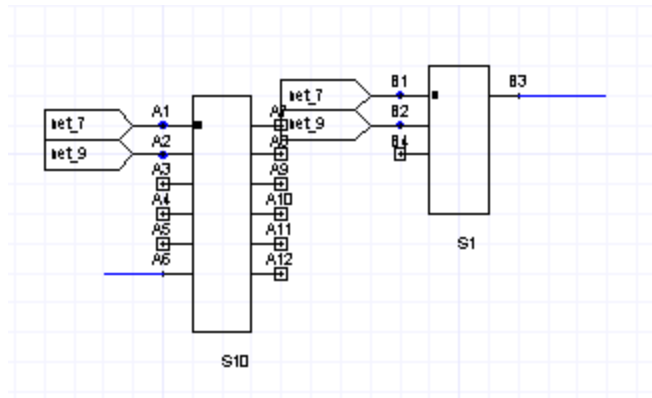 B1
B3
net_7
B2
A1
A7
net_7
net_9
A2
A8
B4
net_9
A3
A9
A4
A10
A5
A11
S1
A6
A12
S10